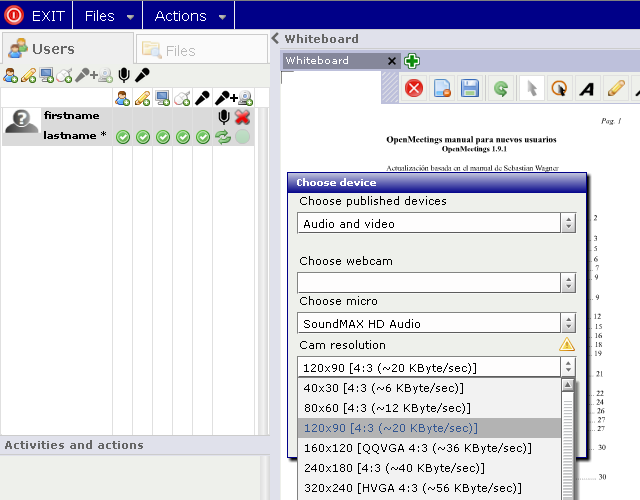 EXIT Files Actions
Users Files
Whiteboard
Whiteboard
firstname
lastname *
Pag. 1
OpenMeetings manual para nuevos usuarios
OpenMeetings 1.9.1
Actualización basada en el manual de Sebastian Wagner
Choose device
Choose published devices
Audio and video
Choose webcam
Choose micro
SoundMAX HD Audio
Cam resolution
120x90 [4:3 (~20 KByte/sec)]
40x30 [4:3 (~6 KByte/sec)]
80x60 [4:3 (~12 KByte/sec)]
120x90 [4:3 (~20 KByte/sec)]
160x120 [QQVGA 4:3 (~36 KByte/sec)]
240x180 [4:3 (~40 KByte/sec)]
320x240 [HVGA 4:3 (~56 KByte/sec)]
2
3
5
6
7
9
9
12
15
16
19
21
22
24
26
27
27
30
30
Activities and actions